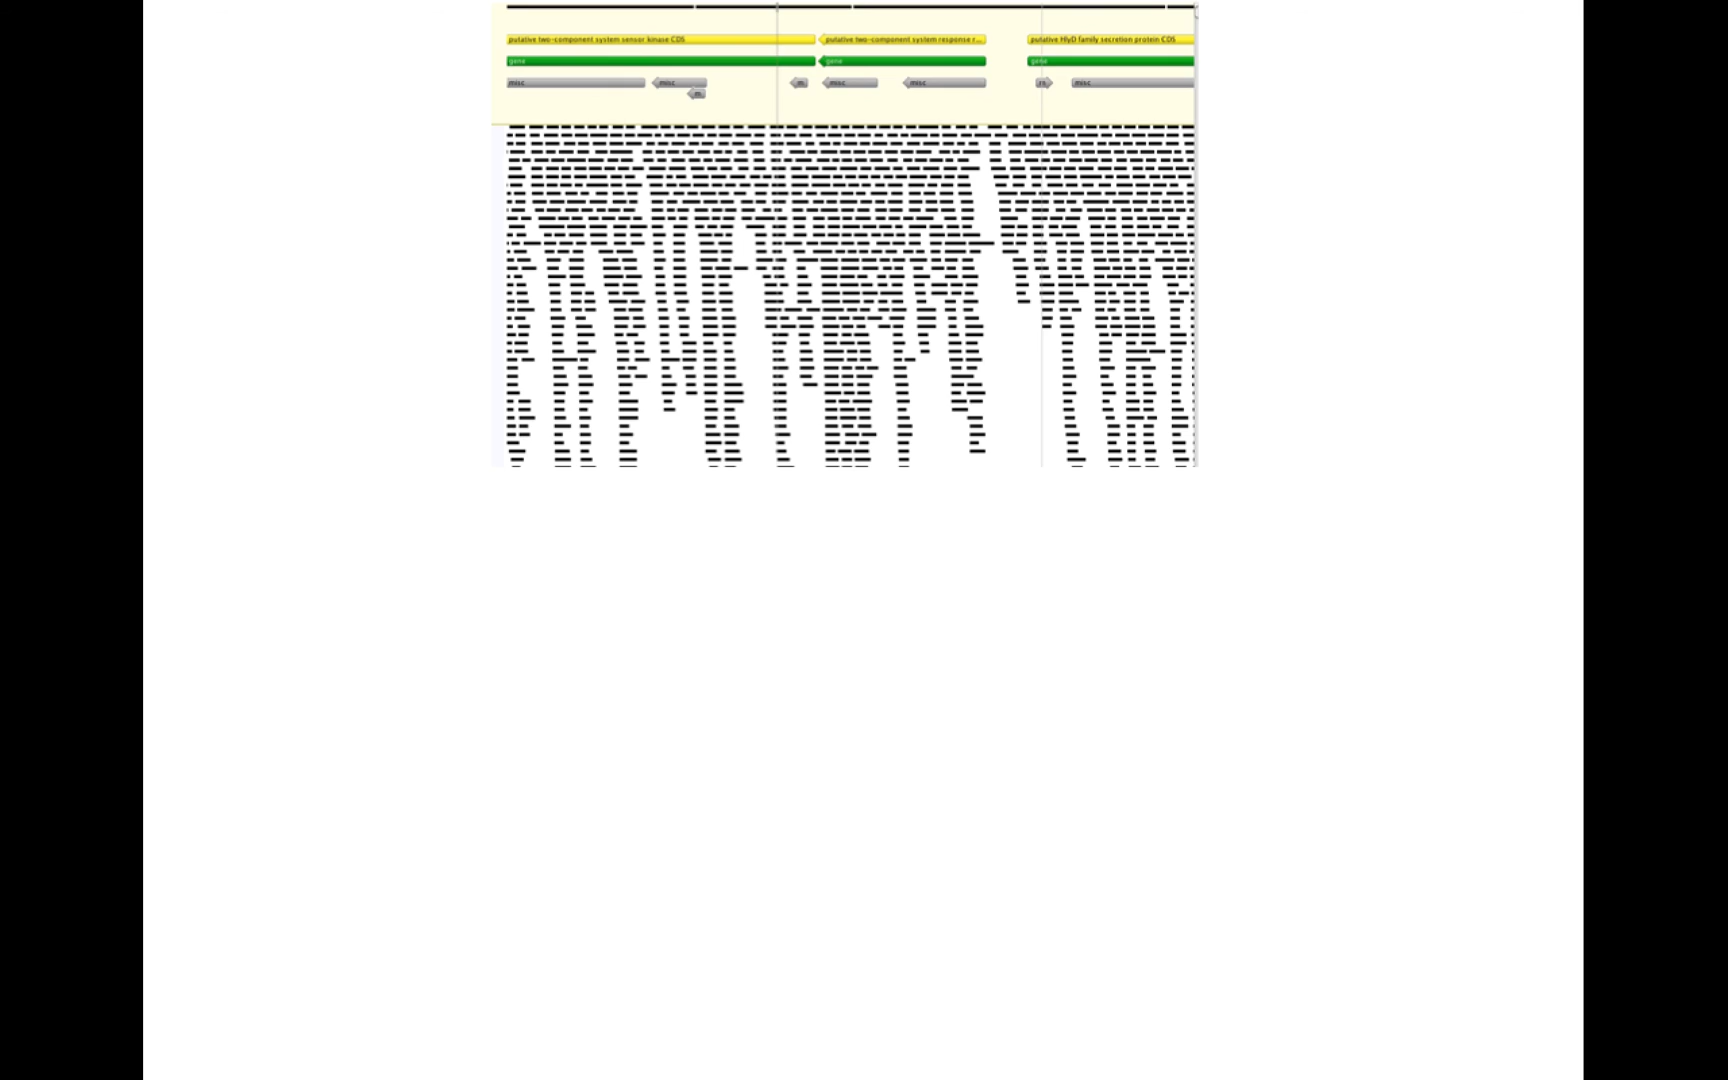 putative two-component system sensor kinase CDS putative two-component system response r... putative HlyD family secretion protein CDS
gene gene gene
misc misc m misc misc misc
m